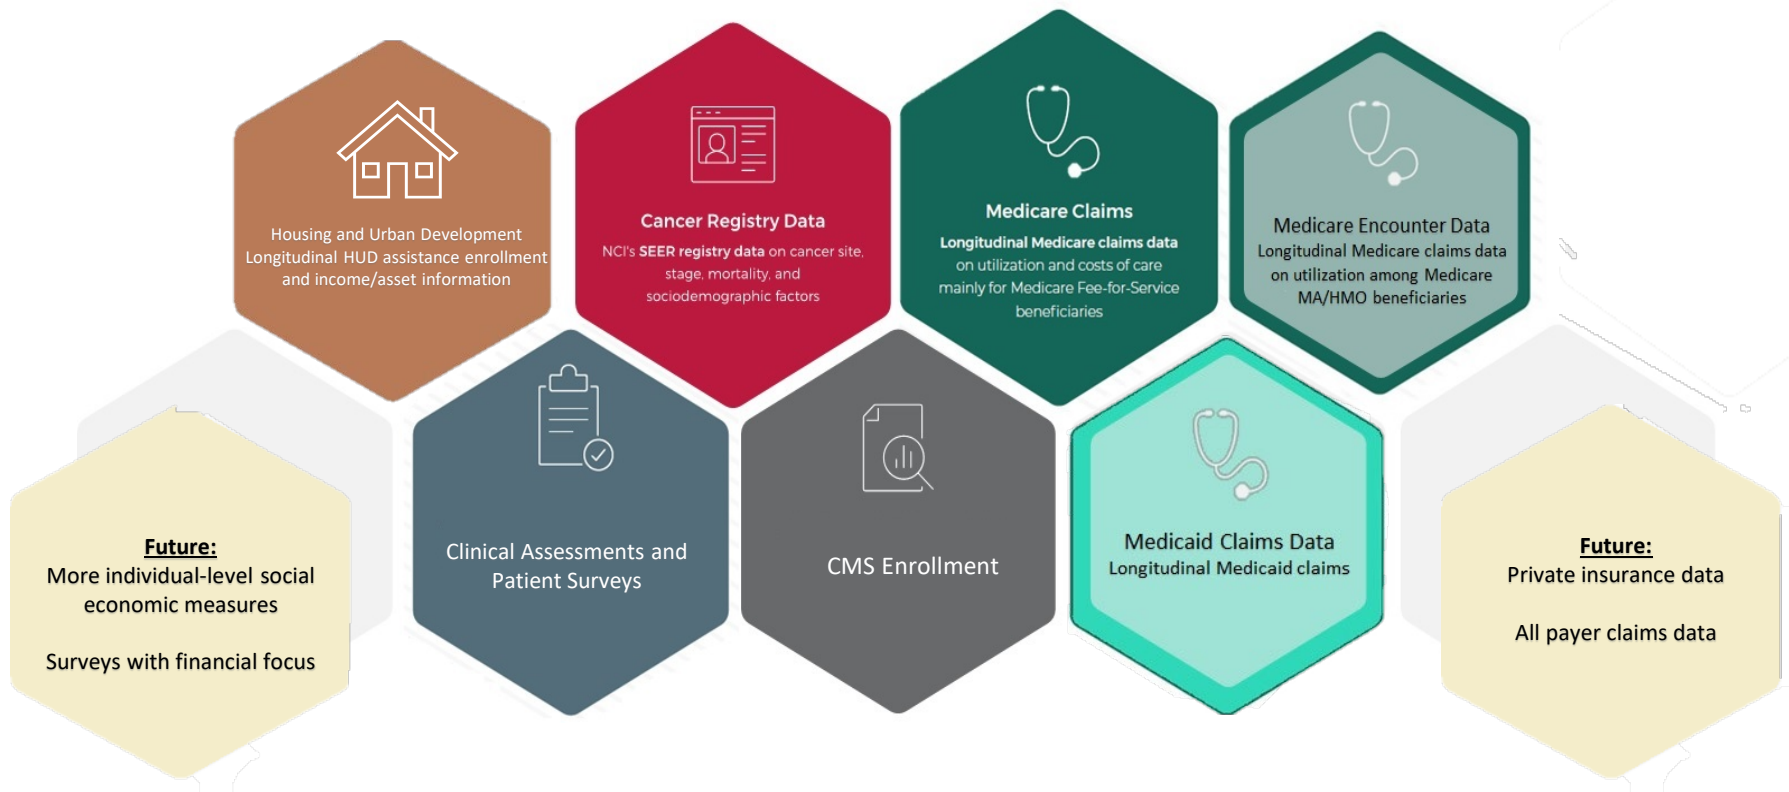 Housing and Urban Development
Longitudinal HUD assistance enrollment
and income/asset information
Cancer Registry Data
NCI's SEER registry data on cancer site,
stage, mortality, and
sociodemographic factors
Medicare Claims
Longitudinal Medicare claims data
on utilization and costs of care
mainly for Medicare Fee-for-Service
beneficiaries
Medicare Encounter Data
Longitudinal Medicare claims data
on utilization among Medicare
MA/HMO beneficiaries
Future:
More individual-level social
economic measures
Surveys with financial focus
Clinical Assessments and
Patient Surveys
CMS Enrollment
Medicaid Claims Data
Longitudinal Medicaid claims
Future:
Private insurance data
All payer claims data